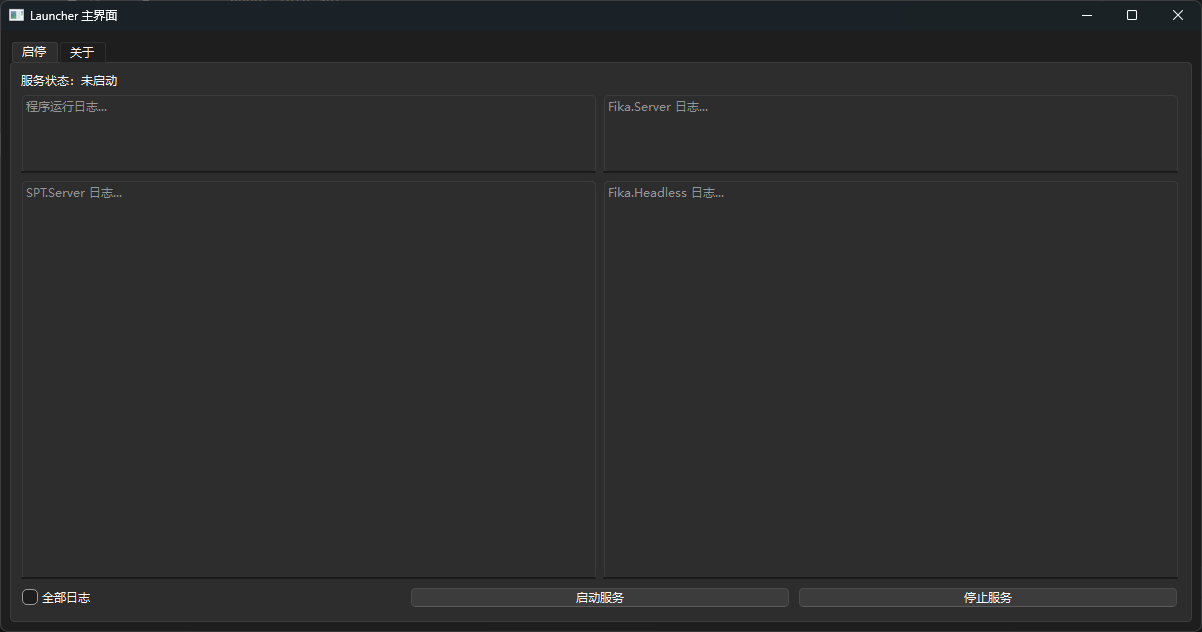 Launcher 主界面
启停 关于
服务状态：未启动
程序运行日志...
Fika.Server 日志...
SPT.Server 日志...
Fika.Headless 日志...
全部日志 启动服务 停止服务